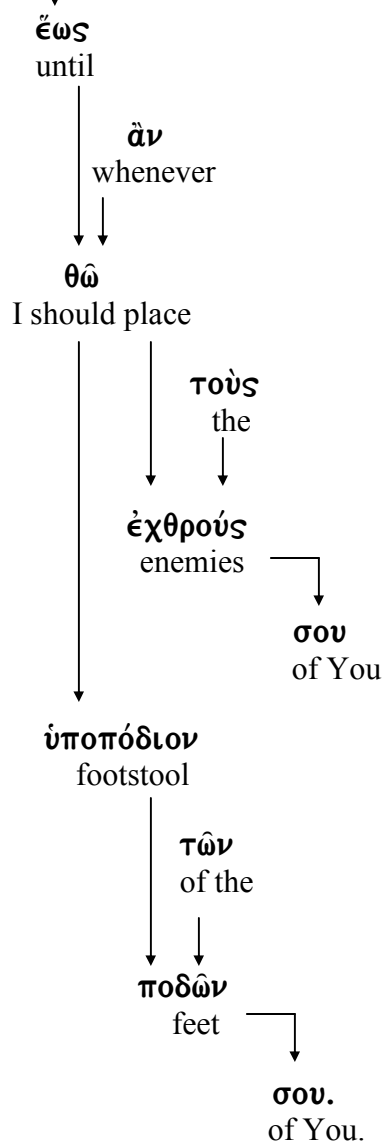 ἕως
until
ἂν
whenever
θῶ
I should place
τοὺς
the
ἐχθρούς
enemies
σου
of You
ὑποπόδιον
footstool
τῶν
of the
ποδῶν
feet
σου.
of You.